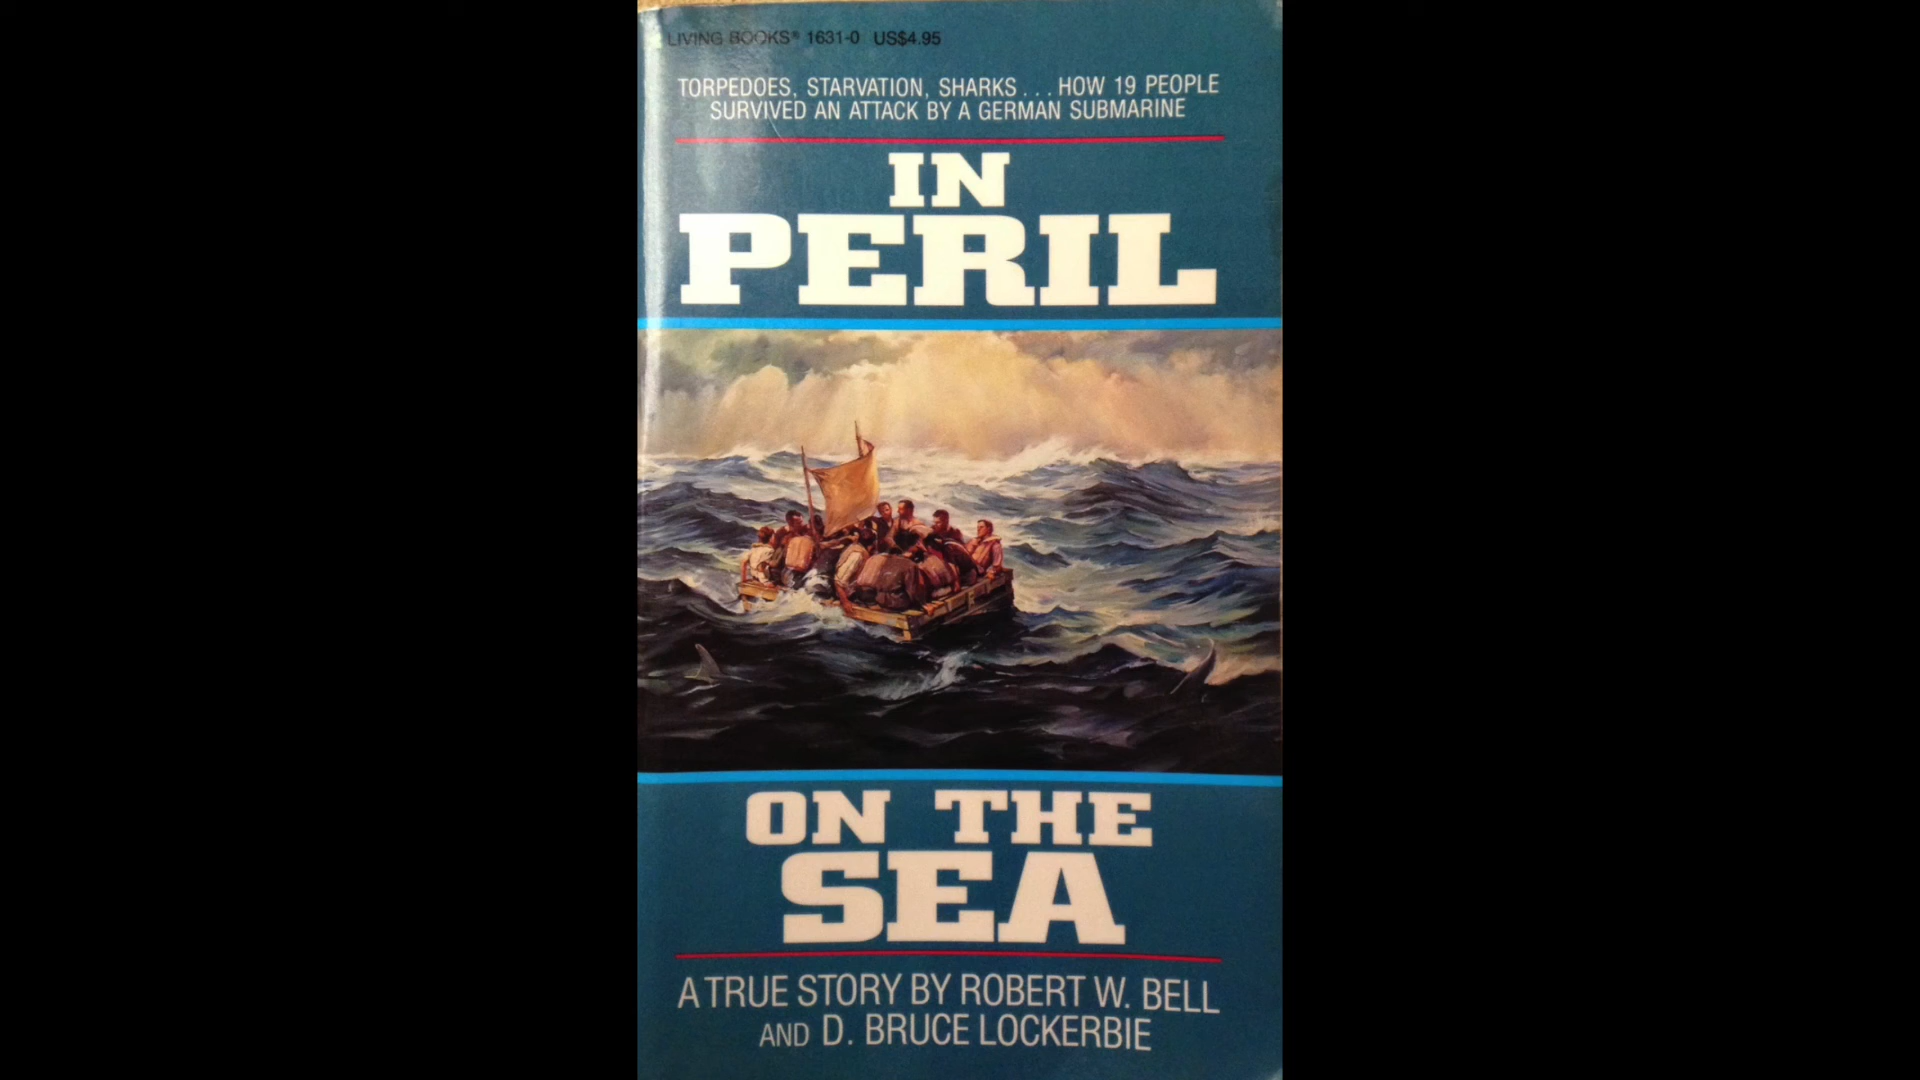 LIVING BOOKS® 1631-0 US$4.95
TORPEDOES, STARVATION, SHARKS . . . HOW 19 PEOPLE
SURVIVED AN ATTACK BY A GERMAN SUBMARINE
IN
PERIL
ON THE
SEA
A TRUE STORY BY ROBERT W. BELL
AND D. BRUCE LOCKERBIE